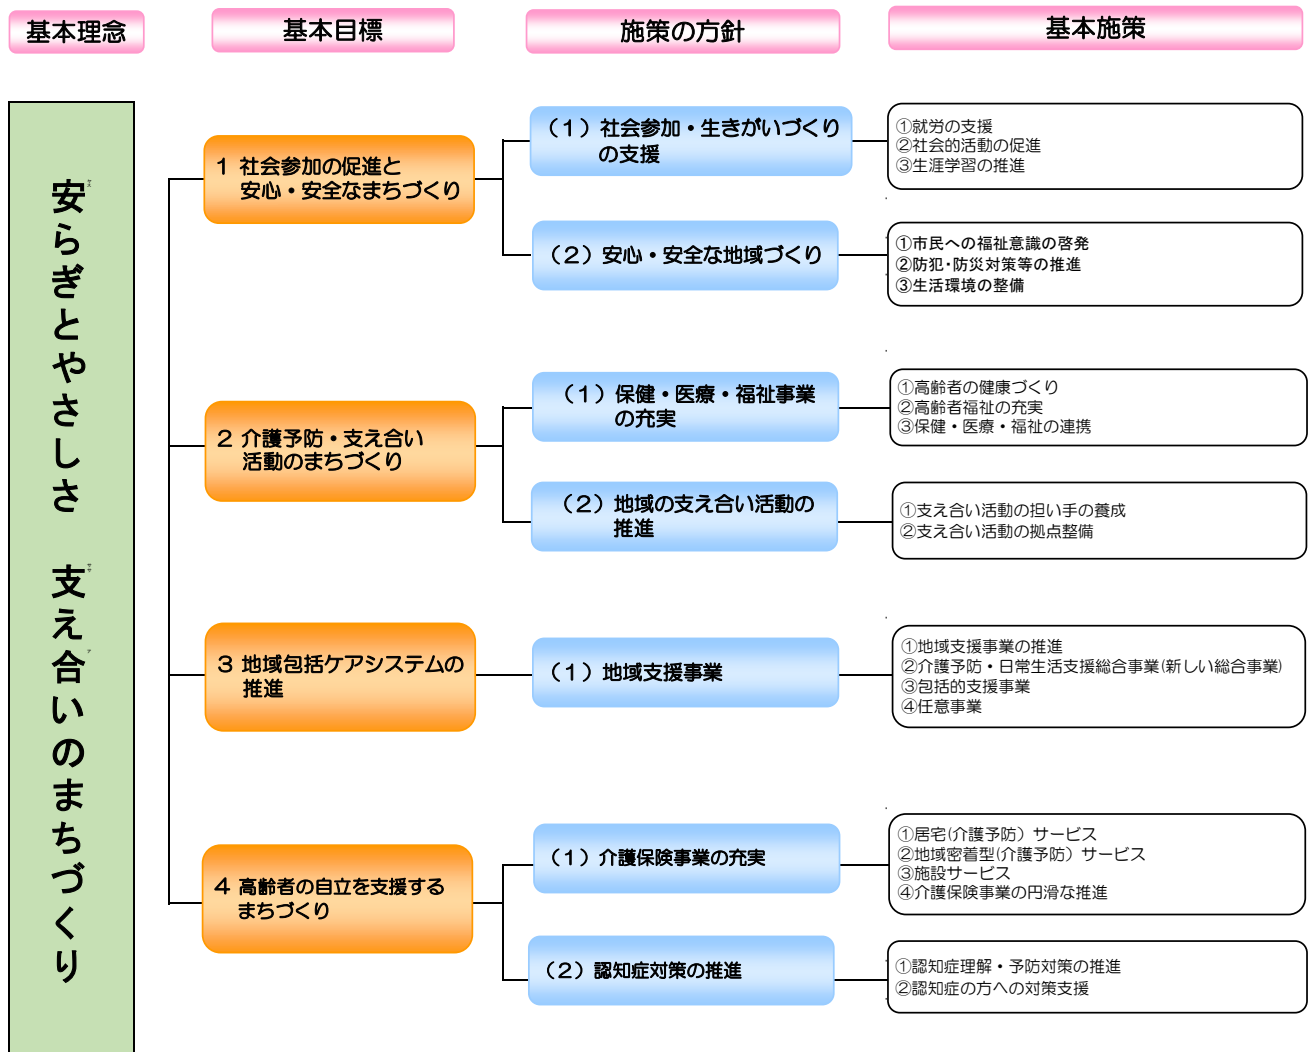 基本理念
基本目標
施策の方針
基本施策
安らぎとやさしさ　支え合いのまちづくり
1 社会参加の促進と
安心・安全なまちづくり
（1）社会参加・生きがいづくり
の支援
①就労の支援
②社会的活動の促進
③生涯学習の推進
（2）安心・安全な地域づくり
①市民への福祉意識の啓発
②防犯・防災対策等の推進
③生活環境の整備
2 介護予防・支え合い
活動のまちづくり
（1）保健・医療・福祉事業
の充実
①高齢者の健康づくり
②高齢者福祉の充実
③保健・医療・福祉の連携
（2）地域の支え合い活動の
推進
①支え合い活動の担い手の養成
②支え合い活動の拠点整備
3 地域包括ケアシステムの
推進
（1）地域支援事業
①地域支援事業の推進
②介護予防・日常生活支援総合事業(新しい総合事業)
③包括的支援事業
④任意事業
4 高齢者の自立を支援する
まちづくり
（1）介護保険事業の充実
①居宅(介護予防）サービス
②地域密着型(介護予防）サービス
③施設サービス
④介護保険事業の円滑な推進
（2）認知症対策の推進
①認知症理解・予防対策の推進
②認知症の方への対策支援